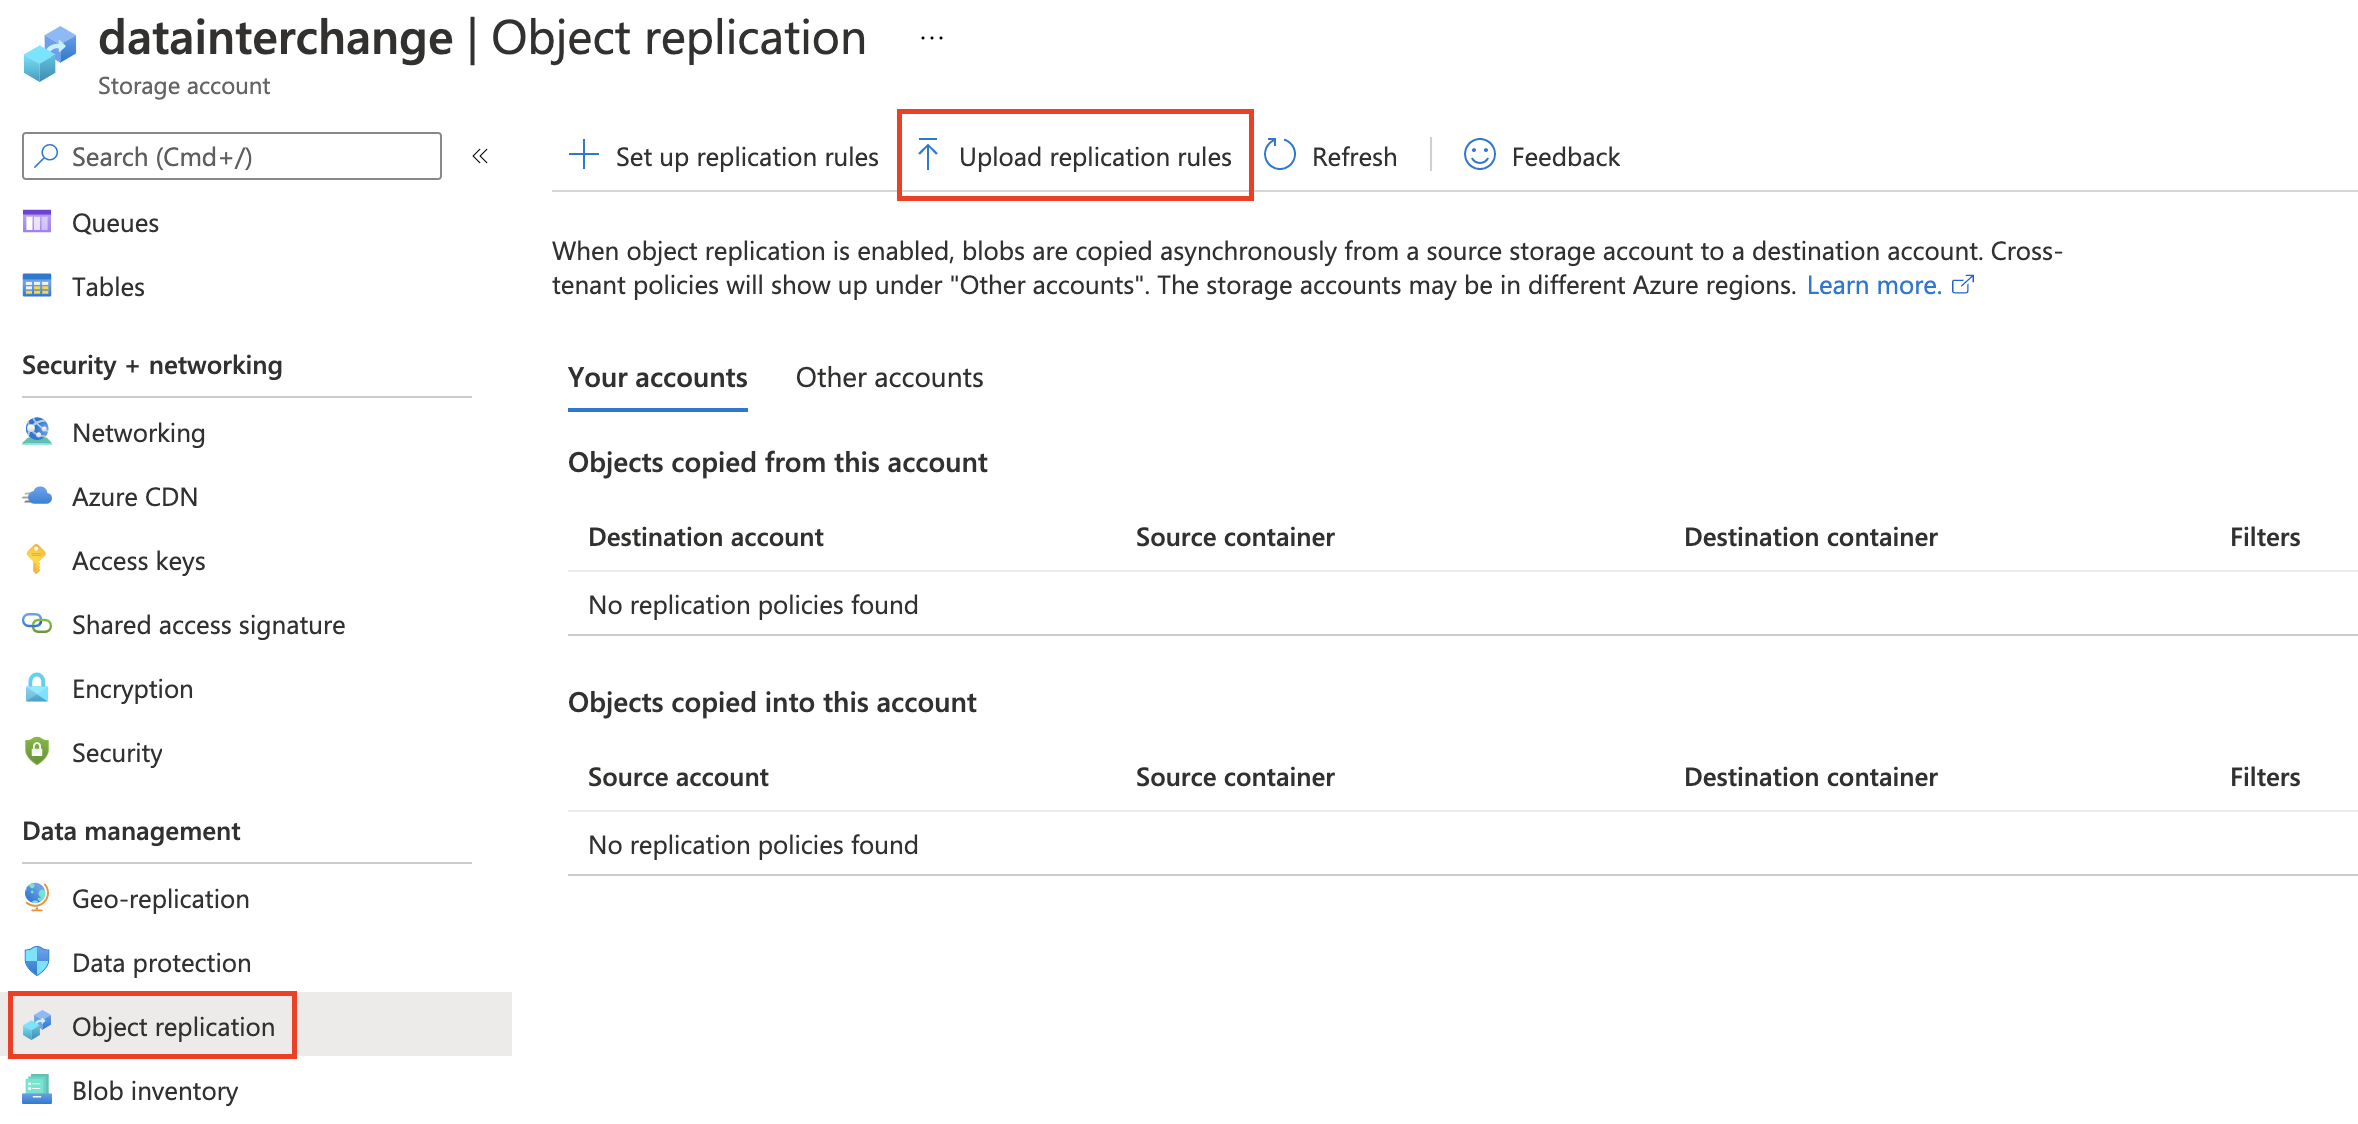 datainterchange | Object replication ...
Storage account
Search (Cmd+/)
«
Queues
Tables
Security + networking
Networking
Azure CDN
Access keys
Shared access signature
Encryption
Security
Data management
Geo-replication
Data protection
Object replication
Blob inventory
Set up replication rules Upload replication rules Refresh Feedback
When object replication is enabled, blobs are copied asynchronously from a source storage account to a destination account. Cross-
tenant policies will show up under "Other accounts". The storage accounts may be in different Azure regions. Learn more.
Your accounts Other accounts
Objects copied from this account
Destination account Source container Destination container Filters
No replication policies found
Objects copied into this account
Source account Source container Destination container Filters
No replication policies found